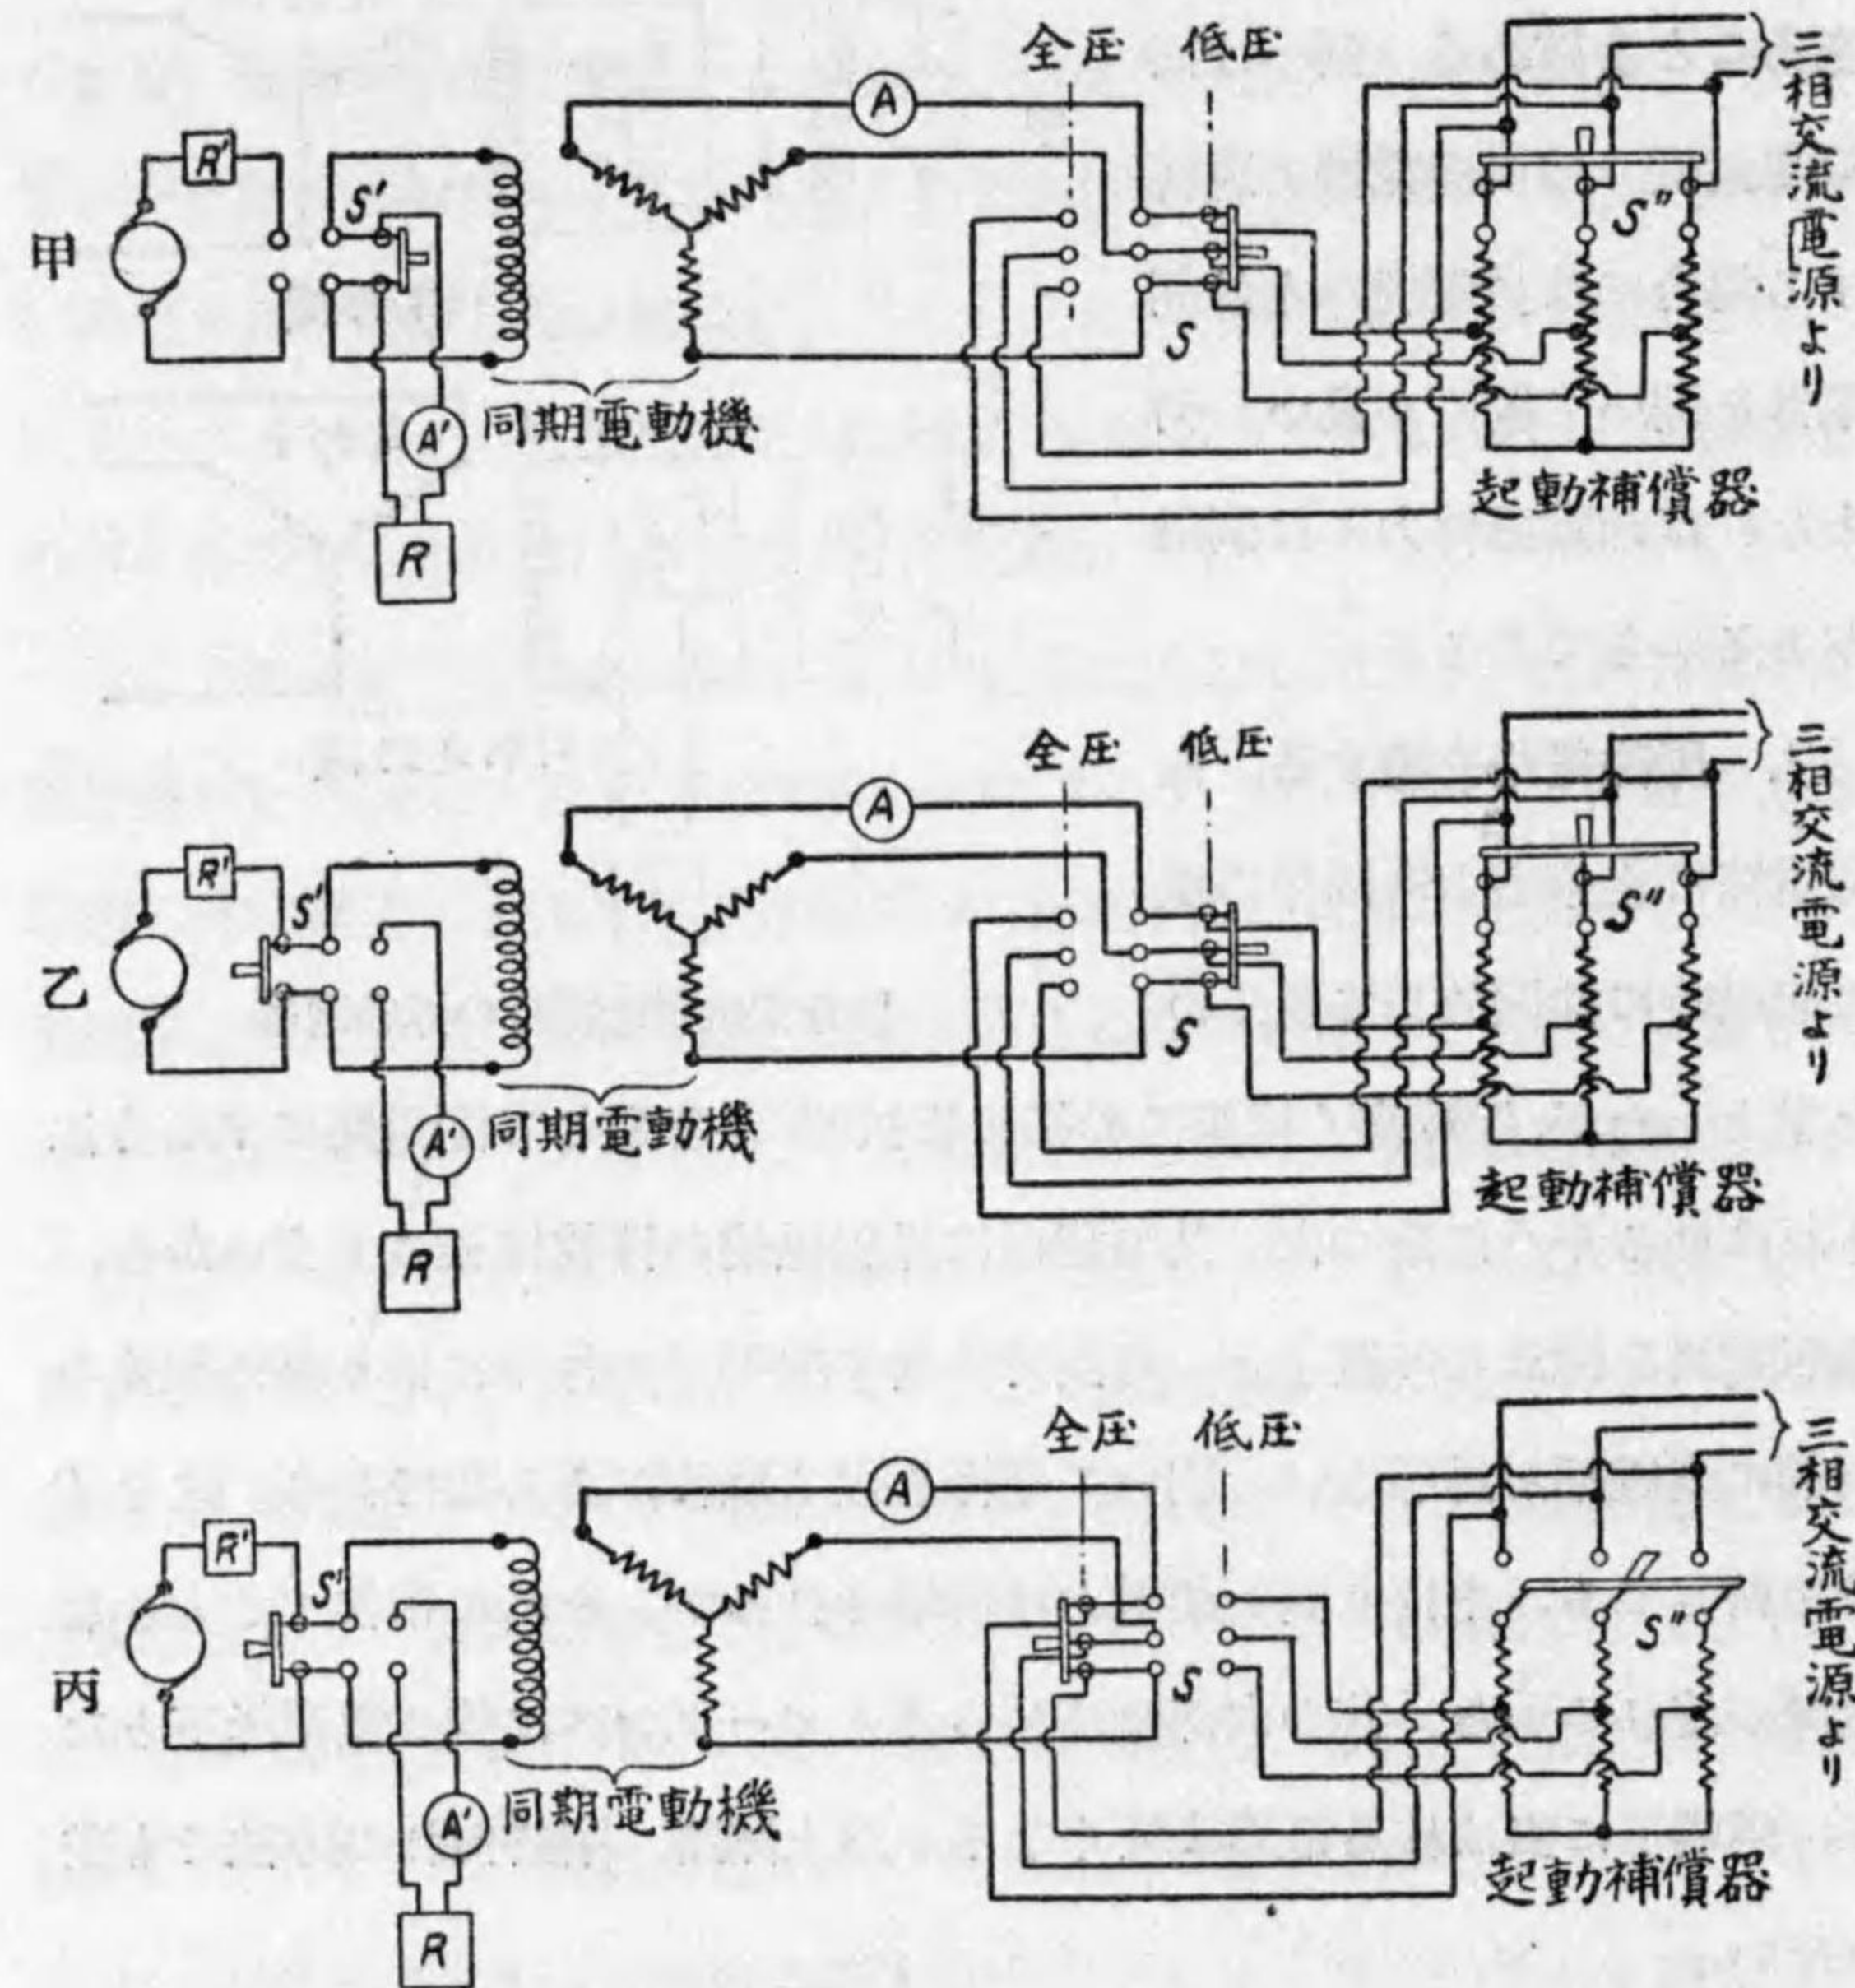 全圧 低圧
A
R'
S'
三相交流電源より
S"
甲
S
A'
同期電動機
起動補償器
R
全圧 低圧
A
R'
S'
三相交流電源より
S"
乙
S
A'
同期電動機
起動補償器
R
全圧 低圧
A
R'
S'
三相交流電源より
S"
丙
S
A'
同期電動機
起動補償器
R